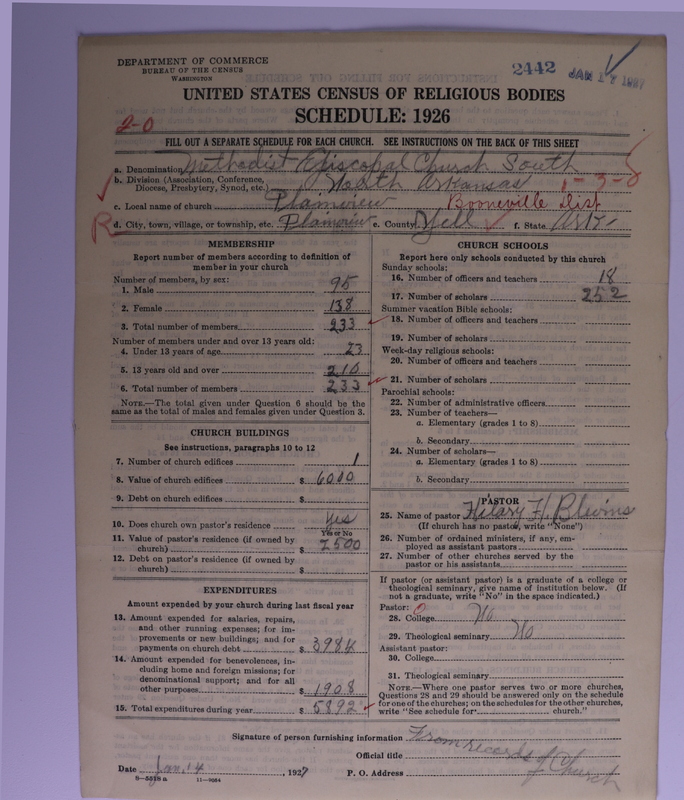 DEPARTMENT OF COMMERCE
BUREAU OF THE CENSUS
WASHINGTON
2442 JAN 17 1927
UNITED STATES CENSUS OF RELIGIOUS BODIES
SCHEDULE: 1926
2-0
FILL OUT A SEPARATE SCHEDULE FOR EACH CHURCH. SEE INSTRUCTIONS ON THE BACK OF THIS SHEET
a. Denomination Methodist Episcopal Church South
b. Division (Association, Conference, Diocese, Presbytery, Synod, etc.) North Arkansas 1-3-0
c. Local name of church Plainview Booneville Dist
R
d. City, town, village, or township, etc. Plainview e. County Yell f. State Ark
MEMBERSHIP
Report number of members according to definition of
member in your church
Number of members, by sex:
1. Male 95
2. Female 138
3. Total number of members 233
Number of members under and over 13 years old:
4. Under 13 years of age 23
5. 13 years old and over 210
6. Total number of members 233
NOTE.—The total given under Question 6 should be the
same as the total of males and females given under Question 3.
CHURCH BUILDINGS
See instructions, paragraphs 10 to 12
7. Number of church edifices 1
8. Value of church edifices $ 6000
9. Debt on church edifices $
10. Does church own pastor's residence Yes
Yes or No
11. Value of pastor's residence (if owned by
church) $ 2500
12. Debt on pastor's residence (if owned by
church) $
EXPENDITURES
Amount expended by your church during last fiscal year
13. Amount expended for salaries, repairs,
and other running expenses; for im-
provements or new buildings; and for
payments on church debt $ 3984
14. Amount expended for benevolences, in-
cluding home and foreign missions; for
denominational support; and for all
other purposes $ 1908
15. Total expenditures during year $ 5892
CHURCH SCHOOLS
Report here only schools conducted by this church
Sunday schools:
16. Number of officers and teachers 18
17. Number of scholars 252
Summer vacation Bible schools:
18. Number of officers and teachers
19. Number of scholars
Week-day religious schools:
20. Number of officers and teachers
21. Number of scholars
Parochial schools:
22. Number of administrative officers
23. Number of teachers—
a. Elementary (grades 1 to 8)
b. Secondary
24. Number of scholars—
a. Elementary (grades 1 to 8)
b. Secondary
PASTOR
25. Name of pastor Hilary H. Blevins
(If church has no pastor, write "None")
26. Number of ordained ministers, if any, em-
ployed as assistant pastors
27. Number of other churches served by the
pastor or his assistants
If pastor (or assistant pastor) is a graduate of a college or
theological seminary, give name of institution below. (If
not a graduate, write "No" in the space indicated.)
Pastor: 0
28. College No
29. Theological seminary No
Assistant pastor:
30. College
31. Theological seminary
NOTE.—Where one pastor serves two or more churches,
Questions 28 and 29 should be answered only on the schedule
for one of the churches; on the schedules for the other churches,
write "See schedule for church."
Signature of person furnishing information From records of Church
Official title
Date Jan. 14, 1927 P. O. Address
8-5618 a 11-9084